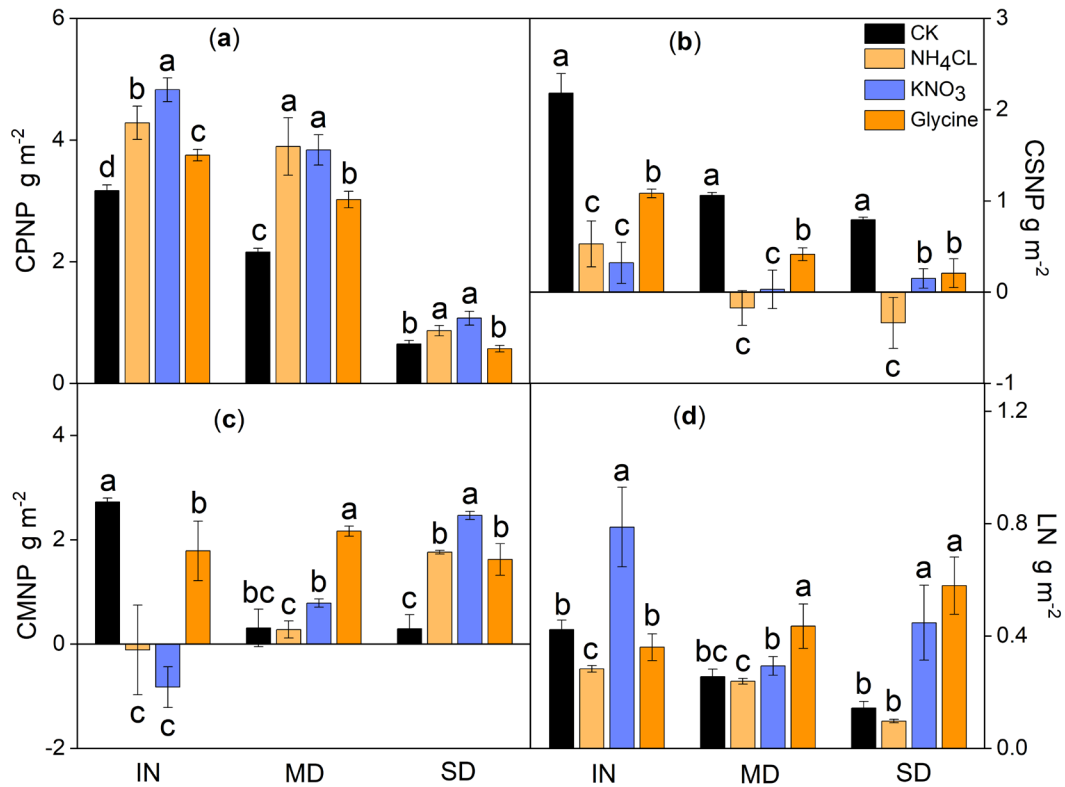 6
4
2
0
CPNP g m-2
(a)
d
b
a
c
c
a
a
b
b
a
a
b
(b)
CK
NH4CL
KNO3
Glycine
a
c
c
b
a
c
c
b
a
c
b
b
3
2
1
0
-1
CSNP g m-2
4
2
0
-2
CMNP g m-2
(c)
a
c
c
b
bc
c
b
a
c
b
a
b
IN
MD
SD
(d)
b
c
a
b
bc
c
b
a
b
b
a
a
1.2
0.8
0.4
0.0
LN g m-2
IN
MD
SD